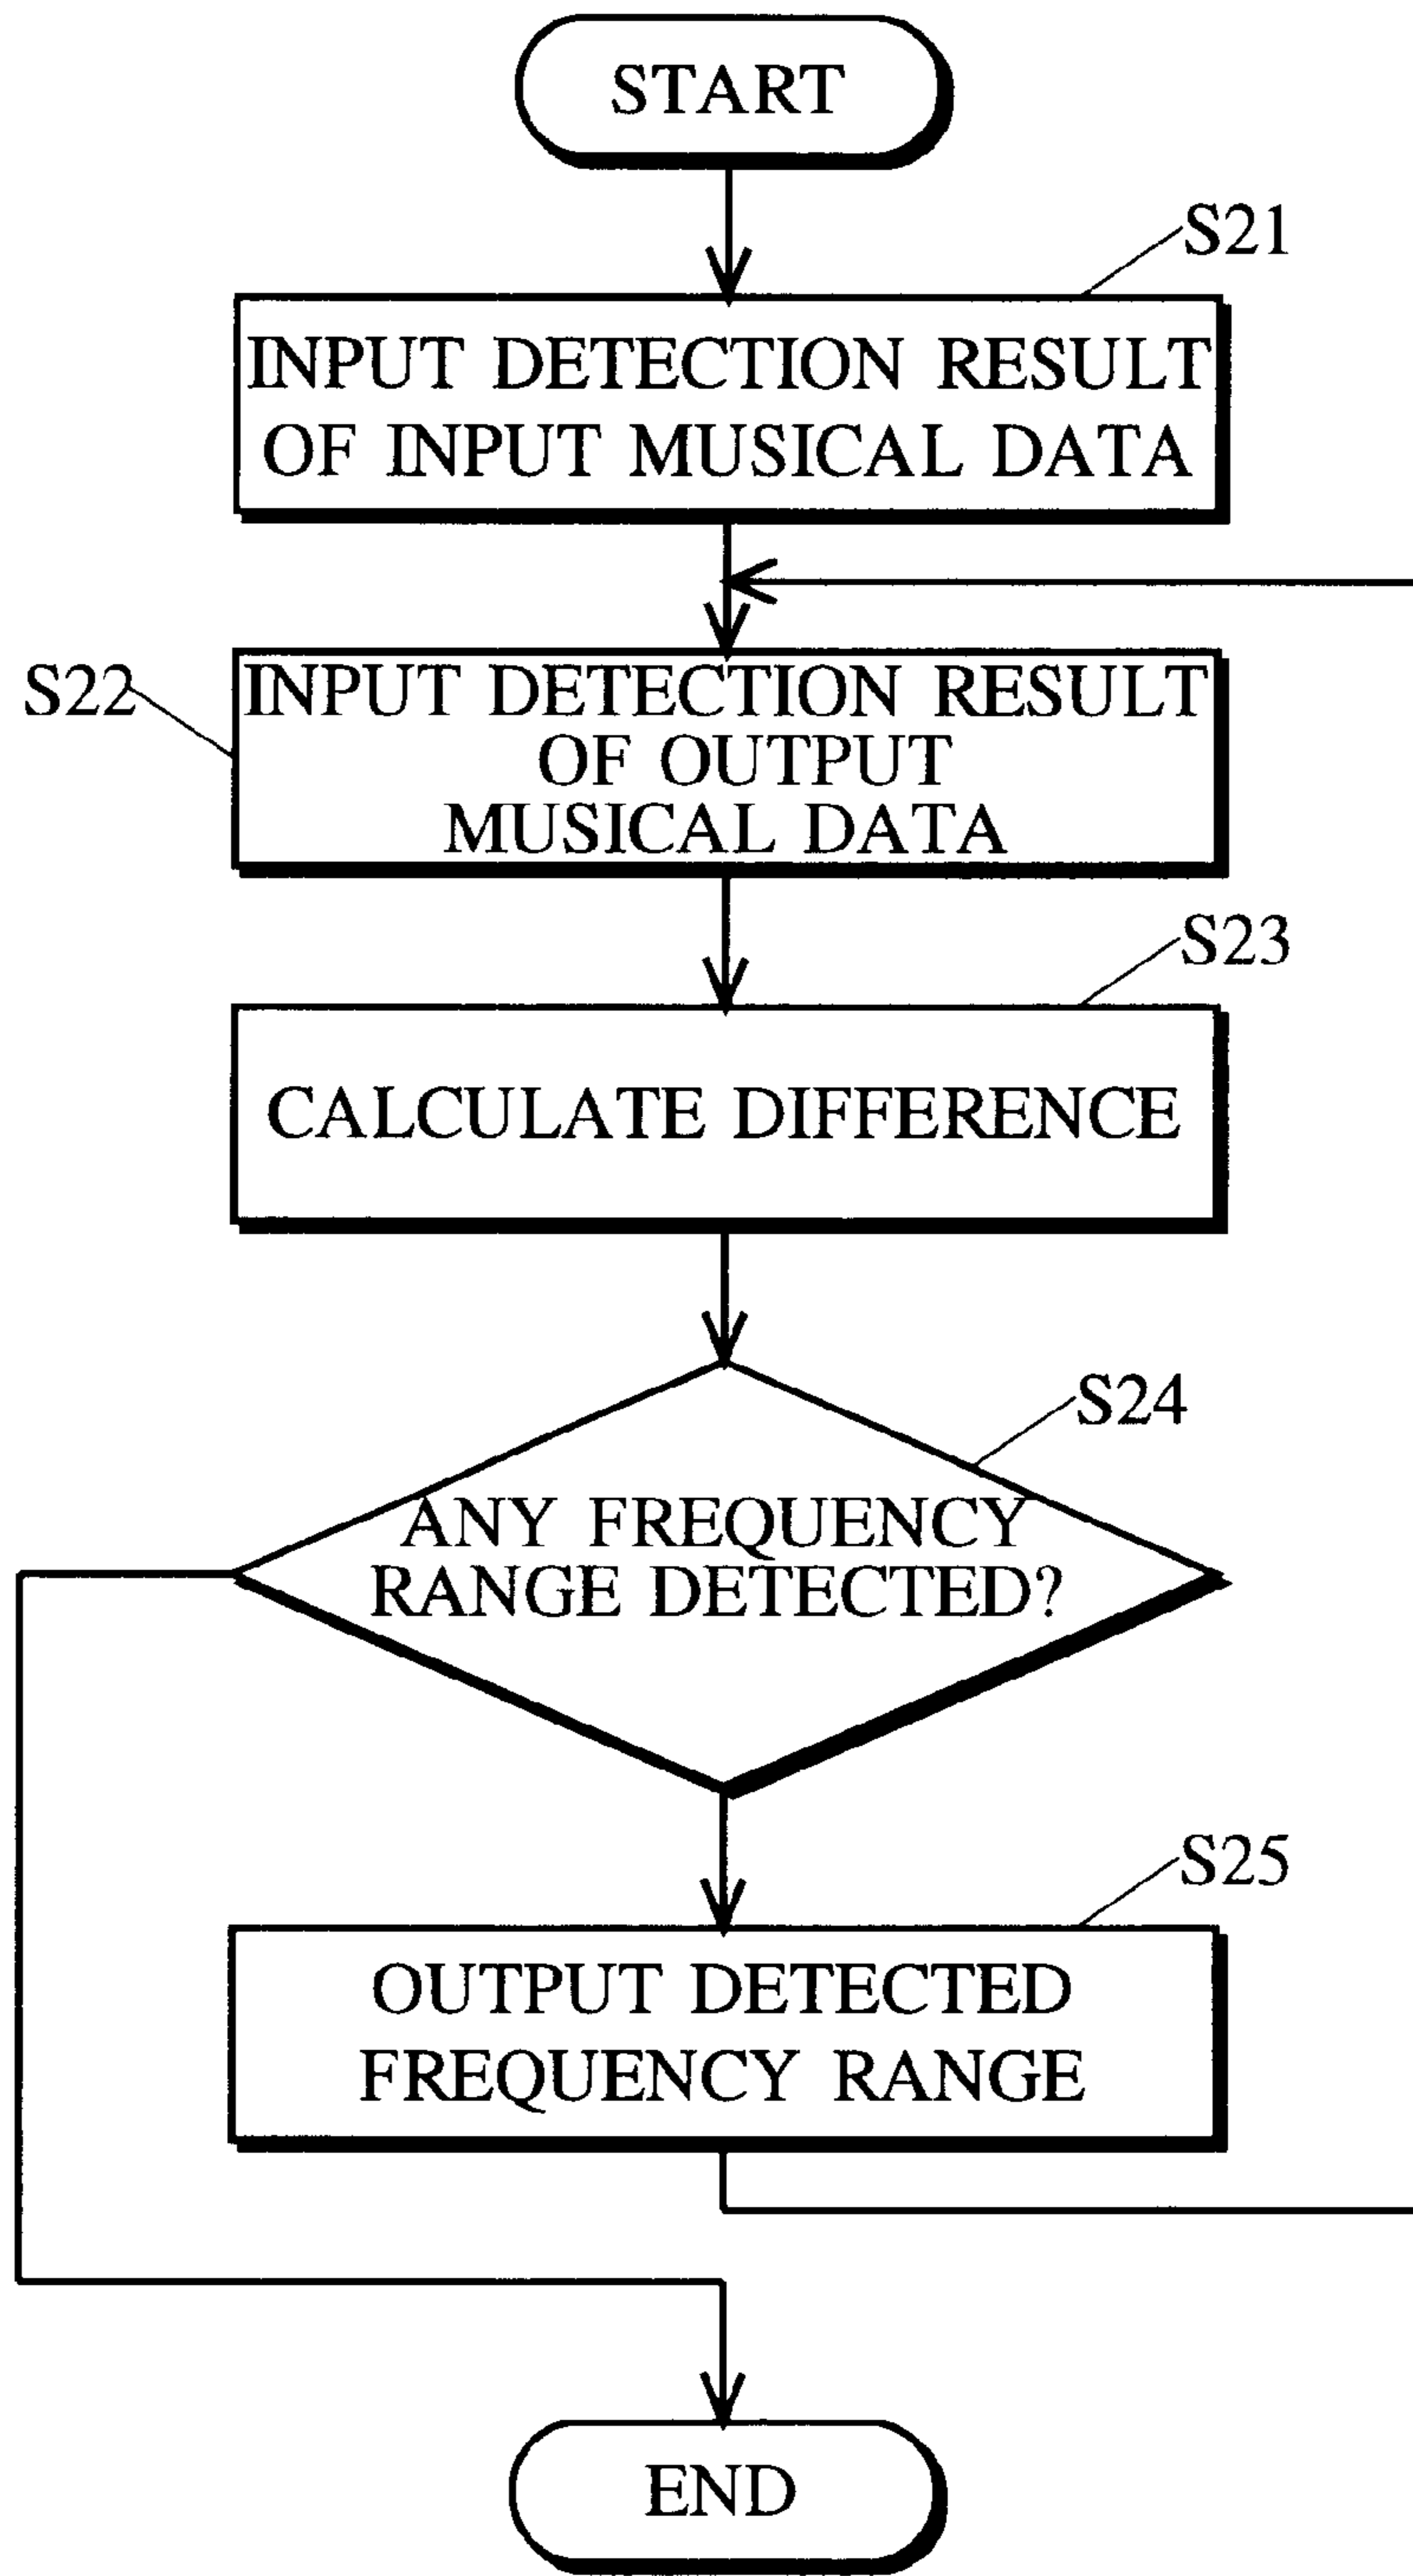 START
S21
INPUT DETECTION RESULT
OF INPUT MUSICAL DATA
S22
INPUT DETECTION RESULT
OF OUTPUT
MUSICAL DATA
S23
CALCULATE DIFFERENCE
S24
ANY FREQUENCY
RANGE DETECTED?
S25
OUTPUT DETECTED
FREQUENCY RANGE
END